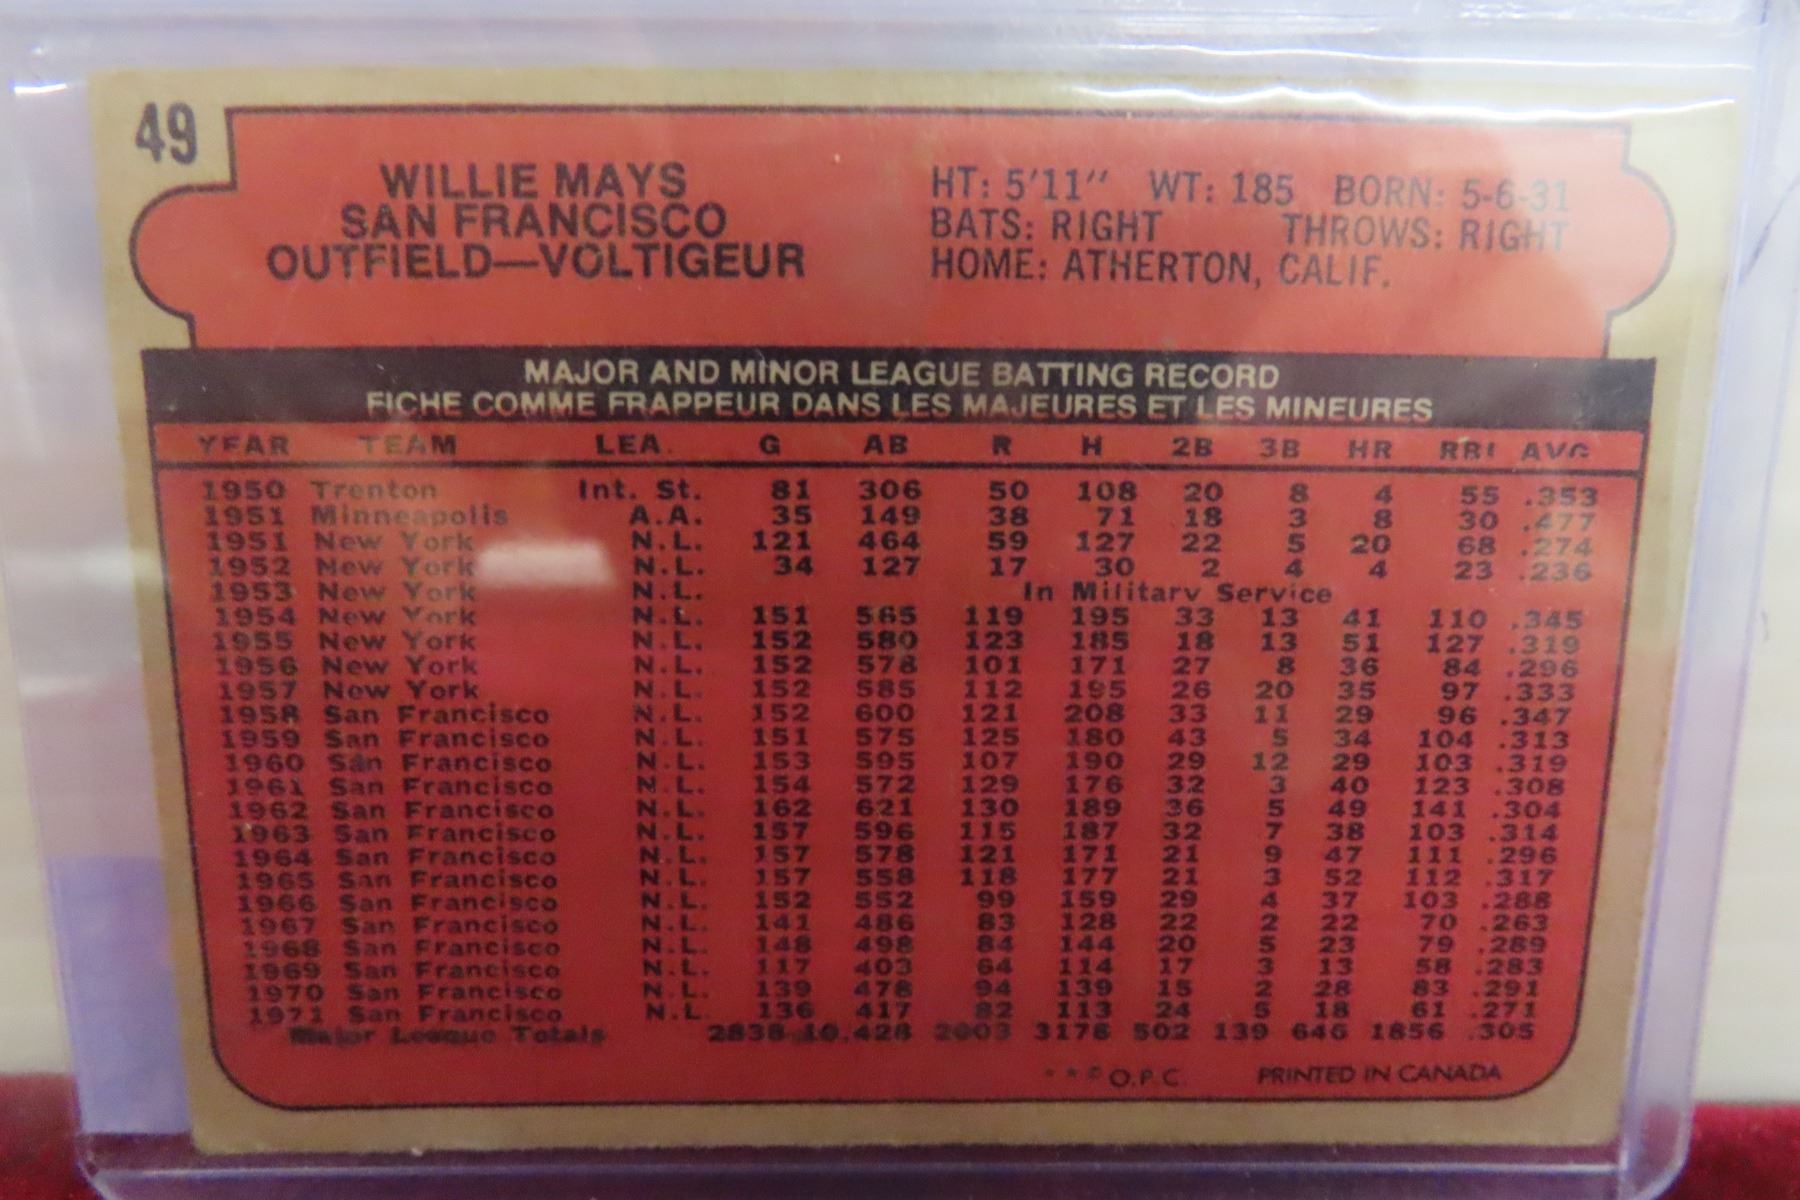 49
WILLIE MAYS
SAN FRANCISCO
OUTFIELD—VOLTIGEUR
HT: 5'11" WT: 185 BORN: 5-6-31
BATS: RIGHT THROWS: RIGHT
HOME: ATHERTON, CALIF.
MAJOR AND MINOR LEAGUE BATTING RECORD
FICHE COMME FRAPPEUR DANS LES MAJEURES ET LES MINEURES
YEAR TEAM LEA. G AB R H 2B 3B HR RBI AVG
1950 Trenton Int. St. 81 306 50 108 20 8 4 55 .353
1951 Minneapolis A.A. 35 149 38 71 18 3 8 30 .477
1951 New York N.L. 121 464 59 127 22 5 20 68 .274
1952 New York N.L. 34 127 17 30 2 4 4 23 .236
1953 New York N.L. In Military Service
1954 New York N.L. 151 565 119 195 33 13 41 110 .345
1955 New York N.L. 152 580 123 185 18 13 51 127 .319
1956 New York N.L. 152 578 101 171 27 8 36 84 .296
1957 New York N.L. 152 585 112 195 26 20 35 97 .333
1958 San Francisco N.L. 152 600 121 208 33 11 29 96 .347
1959 San Francisco N.L. 151 575 125 180 43 5 34 104 .313
1960 San Francisco N.L. 153 595 107 190 29 12 29 103 .319
1961 San Francisco N.L. 154 572 129 176 32 3 40 123 .308
1962 San Francisco N.L. 162 621 130 189 36 5 49 141 .304
1963 San Francisco N.L. 157 596 115 187 32 7 38 103 .314
1964 San Francisco N.L. 157 578 121 171 21 9 47 111 .296
1965 San Francisco N.L. 157 558 118 177 21 3 52 112 .317
1966 San Francisco N.L. 152 552 99 159 29 4 37 103 .288
1967 San Francisco N.L. 141 486 83 128 22 2 22 70 .263
1968 San Francisco N.L. 148 498 84 144 20 5 23 79 .289
1969 San Francisco N.L. 117 403 64 114 17 3 13 58 .283
1970 San Francisco N.L. 139 478 94 139 15 2 28 83 .291
1971 San Francisco N.L. 136 417 82 113 24 5 18 61 .271
Major League Totals 2838 10,428 2003 3178 502 139 646 1856 .305
* * © O.P.C. PRINTED IN CANADA